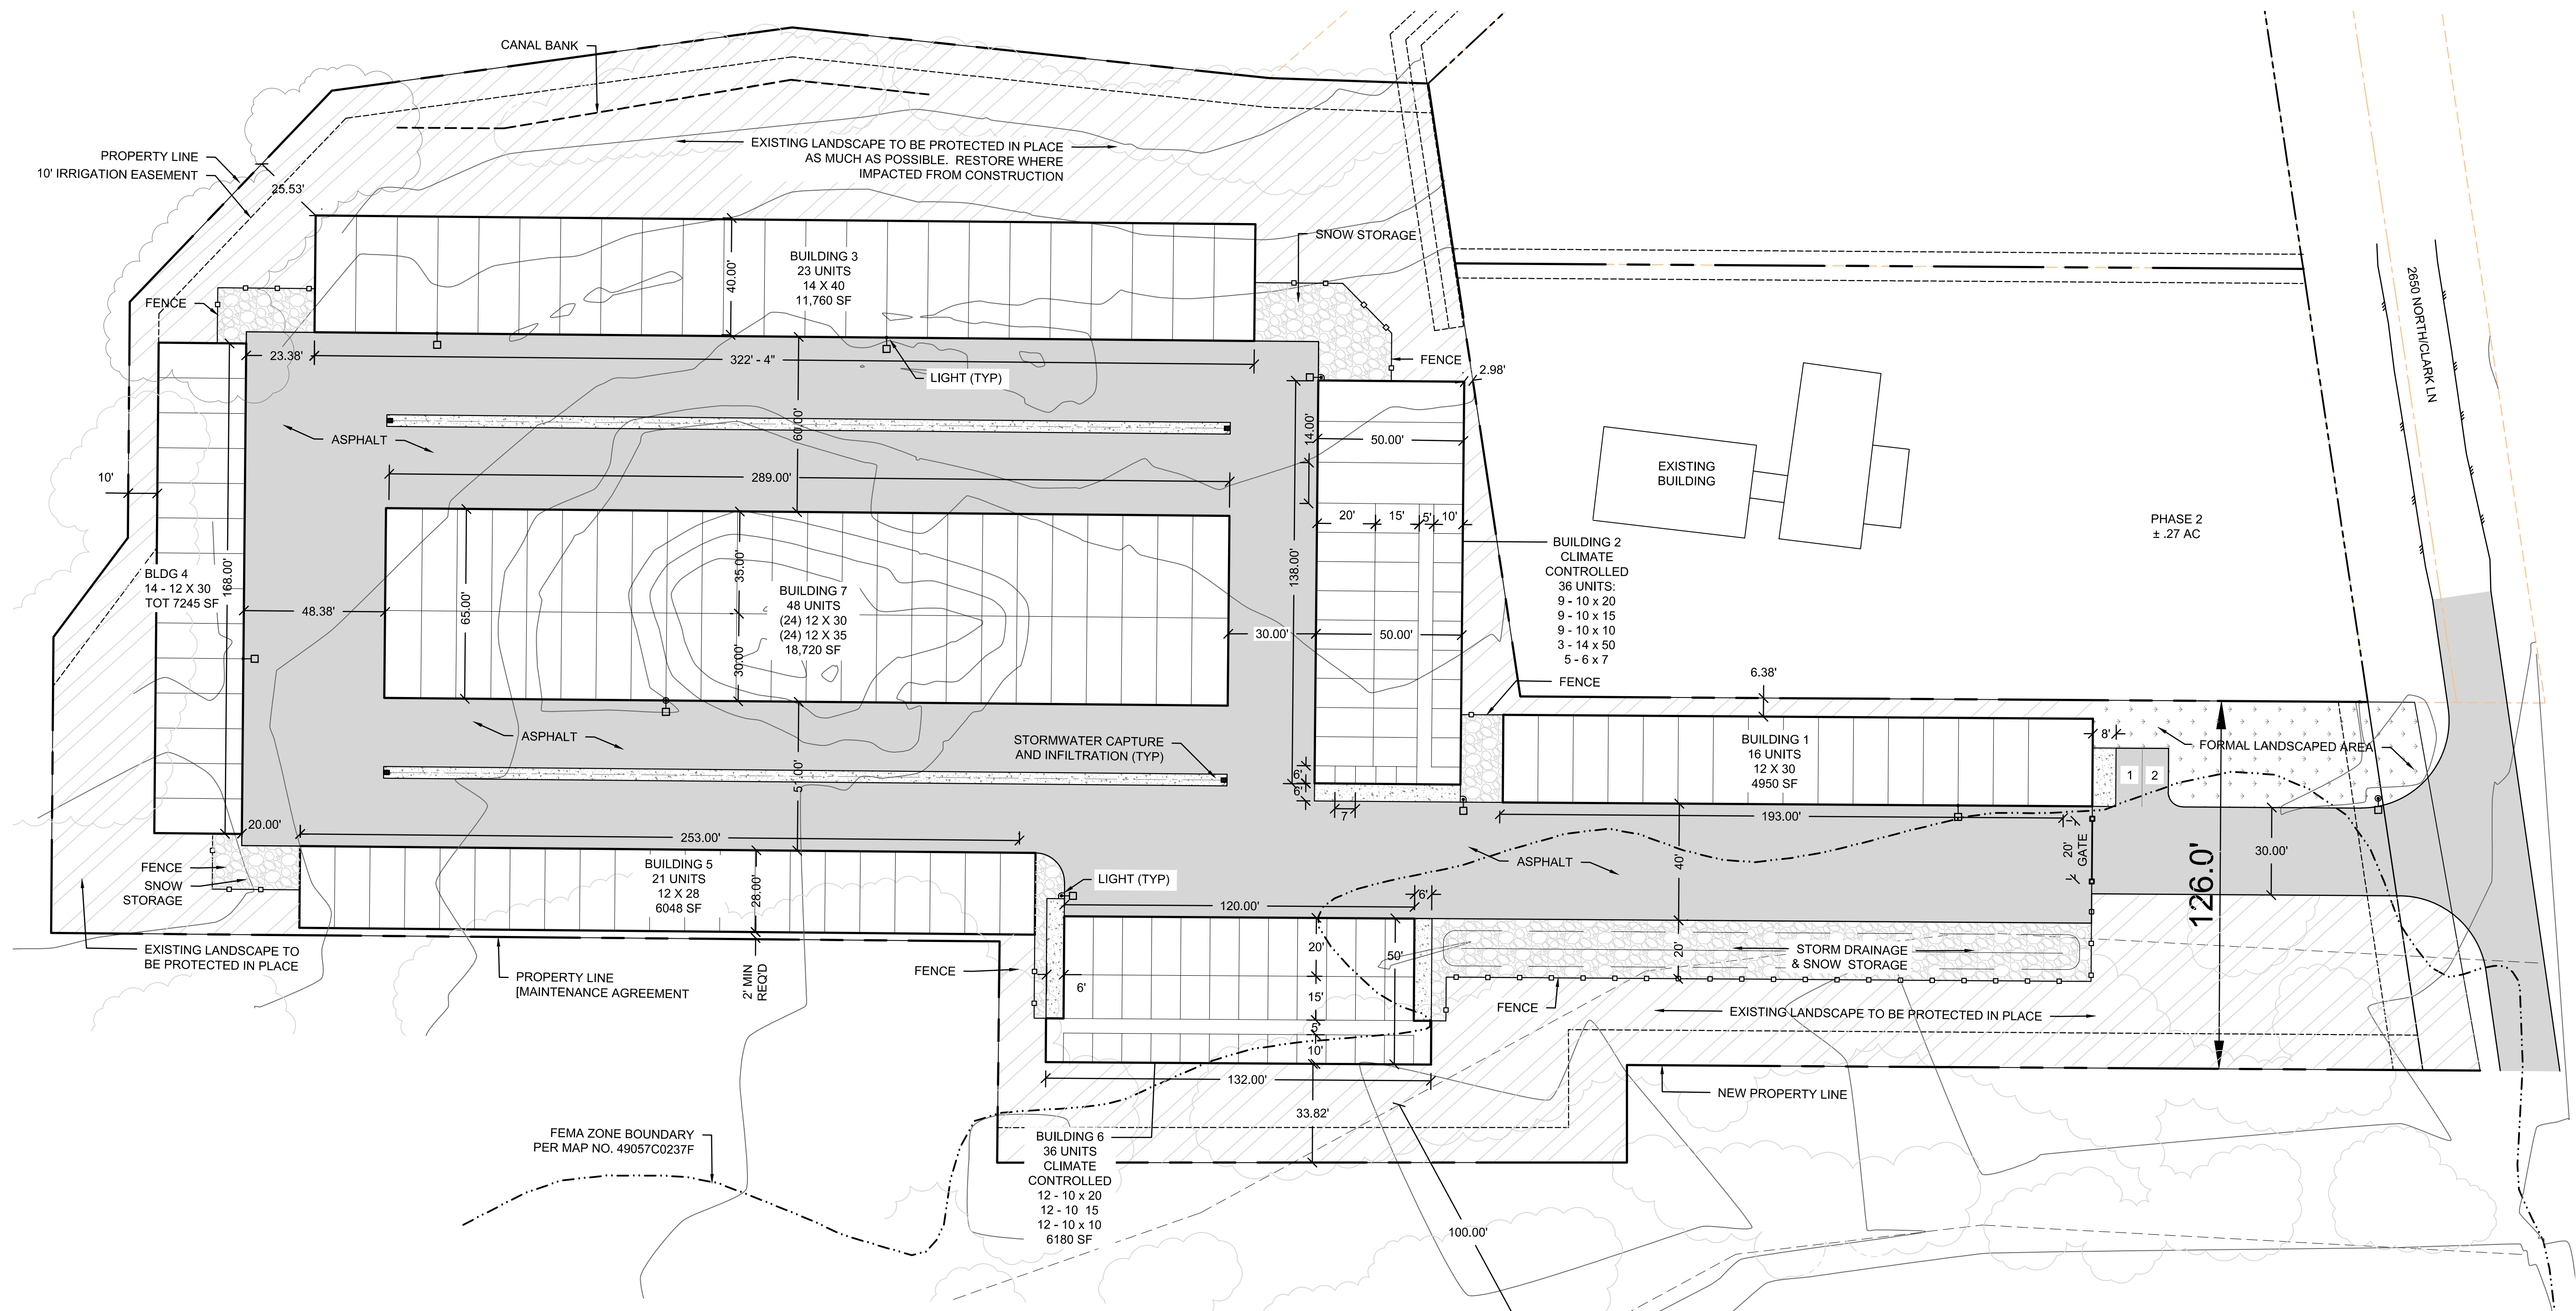 CANAL BANK
PROPERTY LINE
10' IRRIGATION EASEMENT
25.53'
EXISTING LANDSCAPE TO BE PROTECTED IN PLACE
AS MUCH AS POSSIBLE.  RESTORE WHERE
IMPACTED FROM CONSTRUCTION
SNOW STORAGE
2650 NORTH/CLARK LN
FENCE
40.00'
BUILDING 3
23 UNITS
14 X 40
11,760 SF
23.38'
322' - 4"
LIGHT (TYP)
FENCE
2.98'
ASPHALT
60.00'
14.00'
50.00'
10'
289.00'
EXISTING
BUILDING
20'
15'
5'
10'
PHASE 2
± .27 AC
BLDG 4
14 - 12 X 30
TOT 7245 SF
168.00'
48.38'
65.00'
35.00'
30.00'
BUILDING 7
48 UNITS
(24) 12 X 30
(24) 12 X 35
18,720 SF
30.00'
138.00'
50.00'
BUILDING 2
CLIMATE
CONTROLLED
36 UNITS:
9 - 10 x 20
9 - 10 x 15
9 - 10 x 10
3 - 14 x 50
5 - 6 x 7
FENCE
6.38'
ASPHALT
STORMWATER CAPTURE
AND INFILTRATION (TYP)
6'
6'
7
BUILDING 1
16 UNITS
12 X 30
4950 SF
8'
FORMAL LANDSCAPED AREA
1
2
193.00'
20'
GATE
30.00'
126.0'
20.00'
253.00'
FENCE
SNOW
STORAGE
BUILDING 5
21 UNITS
12 X 28
6048 SF
28.00'
LIGHT (TYP)
ASPHALT
40'
120.00'
6'
EXISTING LANDSCAPE TO
BE PROTECTED IN PLACE
PROPERTY LINE
[MAINTENANCE AGREEMENT
2' MIN
REQ'D
FENCE
6'
20'
50'
15'
5'
10'
20'
STORM DRAINAGE
& SNOW  STORAGE
FENCE
EXISTING LANDSCAPE TO BE PROTECTED IN PLACE
132.00'
NEW PROPERTY LINE
33.82'
FEMA ZONE BOUNDARY
PER MAP NO. 49057C0237F
BUILDING 6
36 UNITS
CLIMATE
CONTROLLED
12 - 10 x 20
12 - 10  15
12 - 10 x 10
6180 SF
100.00'